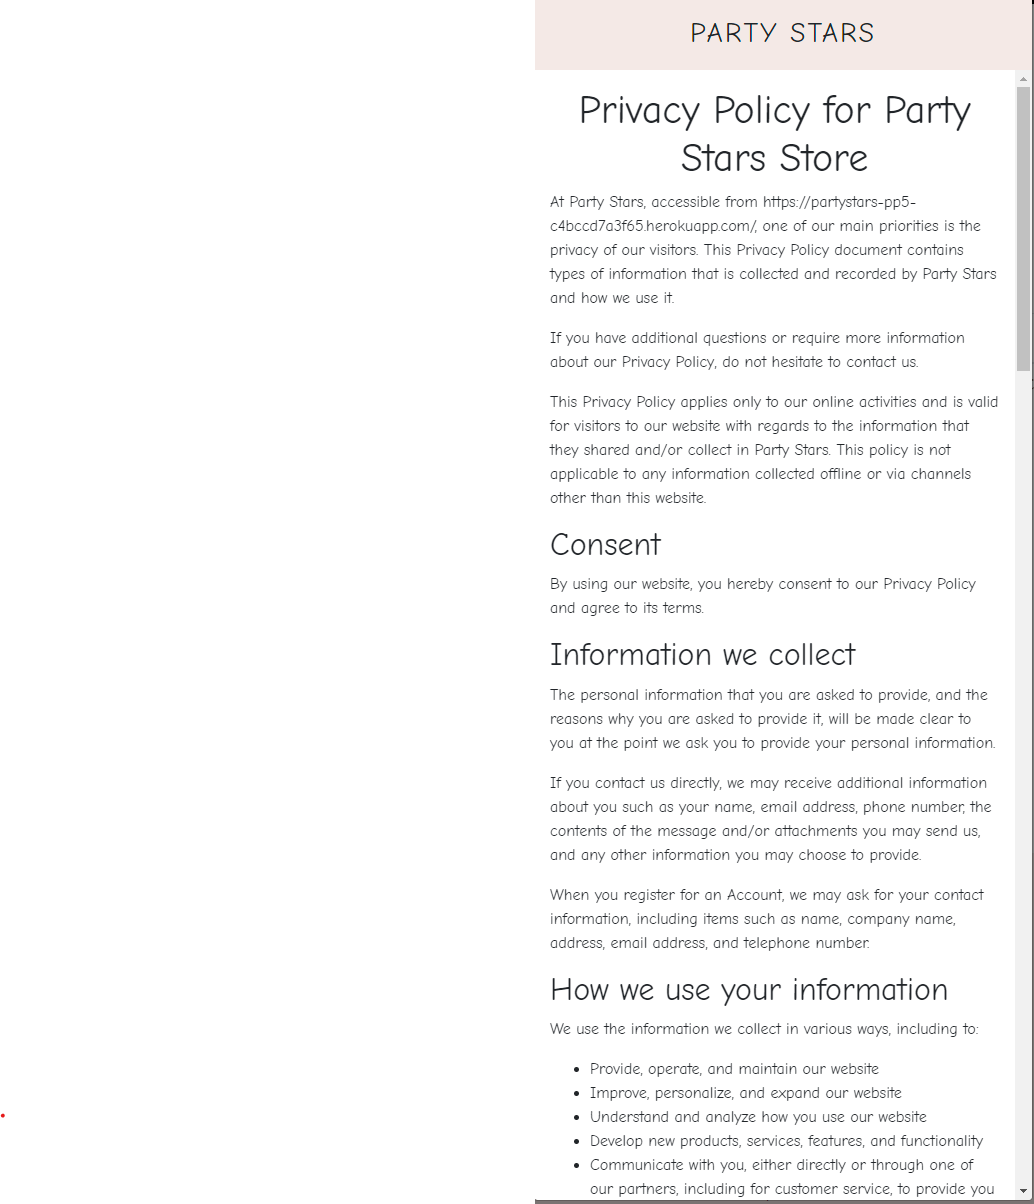 PARTY STARS
Privacy Policy for Party
Stars Store
At Party Stars, accessible from https://partystars-pp5-
c4bccd7a3f65.herokuapp.com/, one of our main priorities is the
privacy of our visitors. This Privacy Policy document contains
types of information that is collected and recorded by Party Stars
and how we use it.
If you have additional questions or require more information
about our Privacy Policy, do not hesitate to contact us.
This Privacy Policy applies only to our online activities and is valid
for visitors to our website with regards to the information that
they shared and/or collect in Party Stars. This policy is not
applicable to any information collected offline or via channels
other than this website.
Consent
By using our website, you hereby consent to our Privacy Policy
and agree to its terms.
Information we collect
The personal information that you are asked to provide, and the
reasons why you are asked to provide it, will be made clear to
you at the point we ask you to provide your personal information.
If you contact us directly, we may receive additional information
about you such as your name, email address, phone number, the
contents of the message and/or attachments you may send us,
and any other information you may choose to provide.
When you register for an Account, we may ask for your contact
information, including items such as name, company name,
address, email address, and telephone number.
How we use your information
We use the information we collect in various ways, including to:
• Provide, operate, and maintain our website
• Improve, personalize, and expand our website
• Understand and analyze how you use our website
• Develop new products, services, features, and functionality
• Communicate with you, either directly or through one of
our partners, including for customer service, to provide you